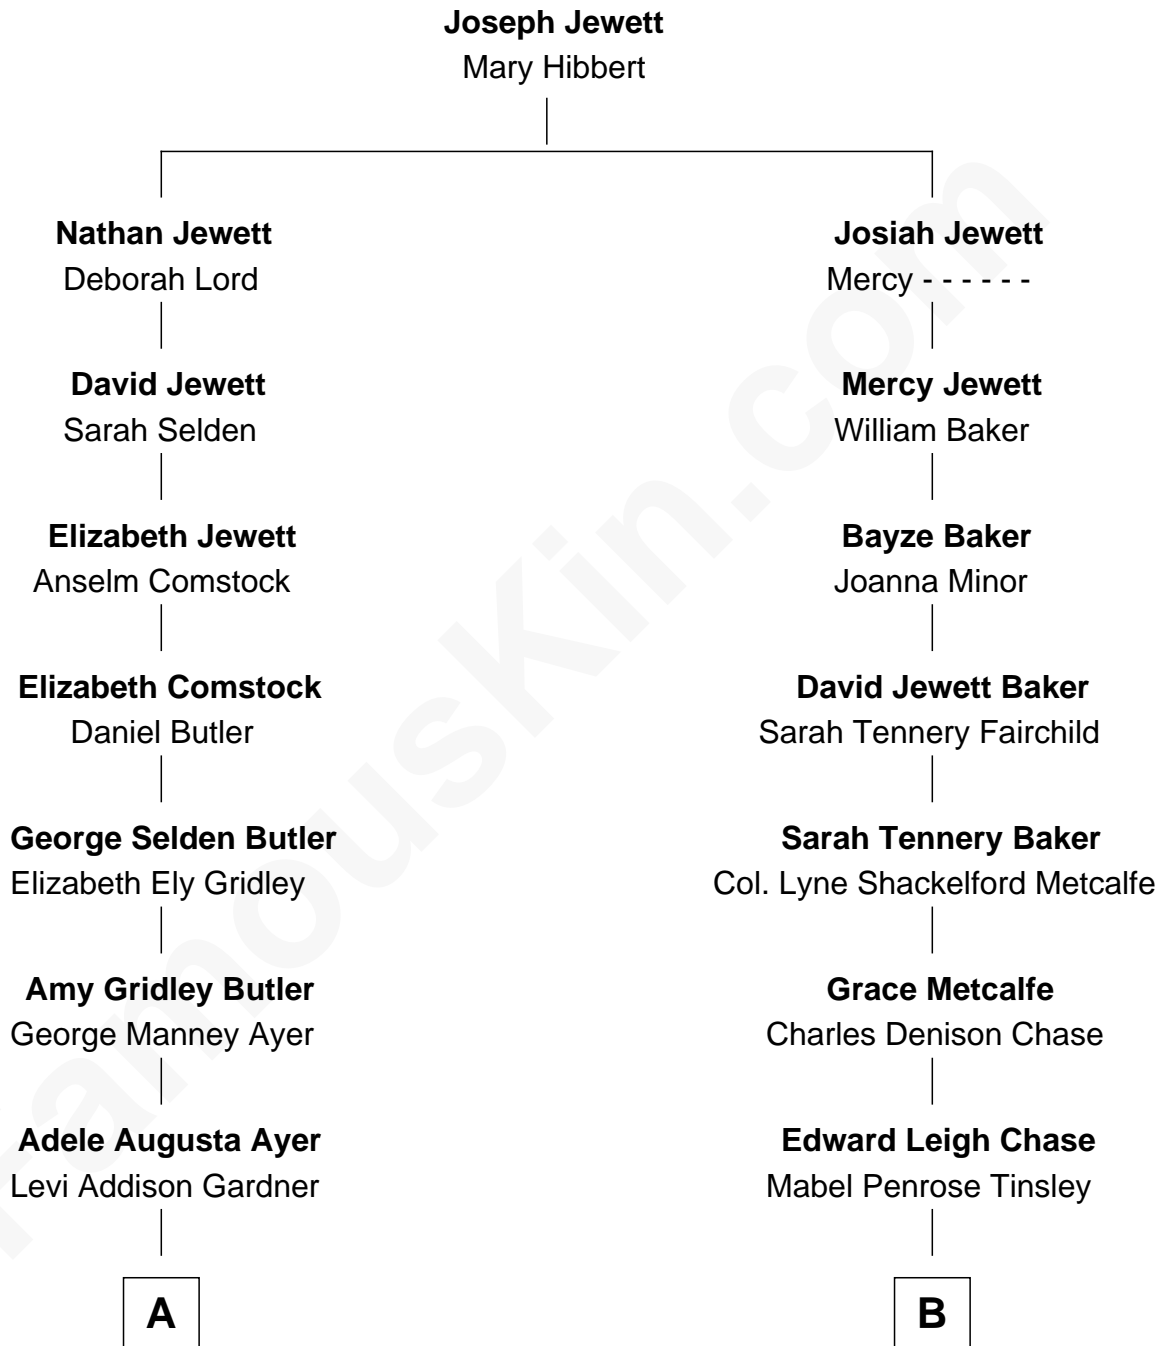 Joseph Jewett
Mary Hibbert
Nathan Jewett
Deborah Lord
David Jewett
Sarah Selden
Elizabeth Jewett
Anselm Comstock
Elizabeth Comstock
Daniel Butler
George Selden Butler
Elizabeth Ely Gridley
Amy Gridley Butler
George Manney Ayer
Adele Augusta Ayer
Levi Addison Gardner
A
Josiah Jewett
Mercy - - - - - -
Mercy Jewett
William Baker
Bayze Baker
Joanna Minor
David Jewett Baker
Sarah Tennery Fairchild
Sarah Tennery Baker
Col. Lyne Shackelford Metcalfe
Grace Metcalfe
Charles Denison Chase
Edward Leigh Chase
Mabel Penrose Tinsley
B
FamousKin.com